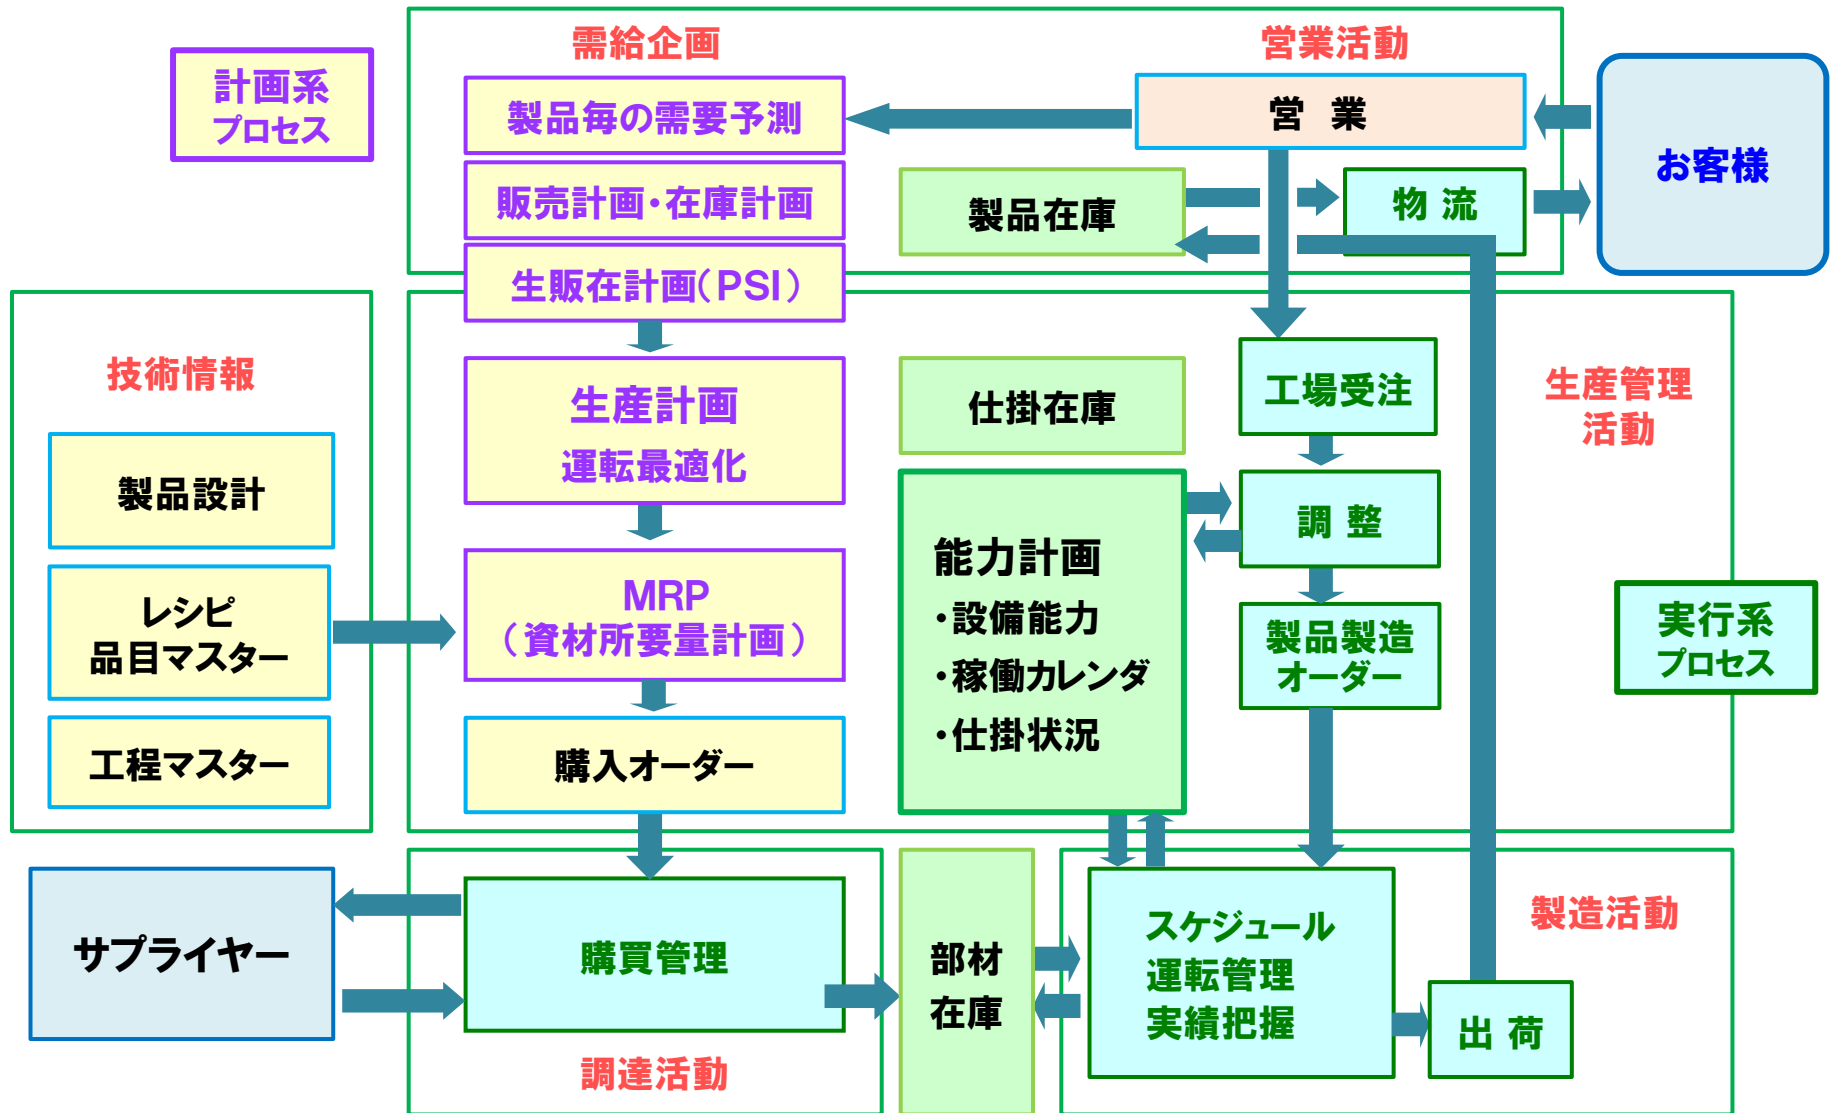 需給企画
営業活動
計画系
プロセス
製品毎の需要予測
営 業
お客様
販売計画・在庫計画
製品在庫
物 流
生販在計画(PSI)
技術情報
生産計画
運転最適化
仕掛在庫
工場受注
生産管理
活動
製品設計
調 整
能力計画
・設備能力
・稼働カレンダ
・仕掛状況
レシピ
品目マスター
MRP
(資材所要量計画)
製品製造
オーダー
実行系
プロセス
工程マスター
購入オーダー
サプライヤー
購買管理
調達活動
部材
在庫
スケジュール
運転管理
実績把握
製造活動
出 荷